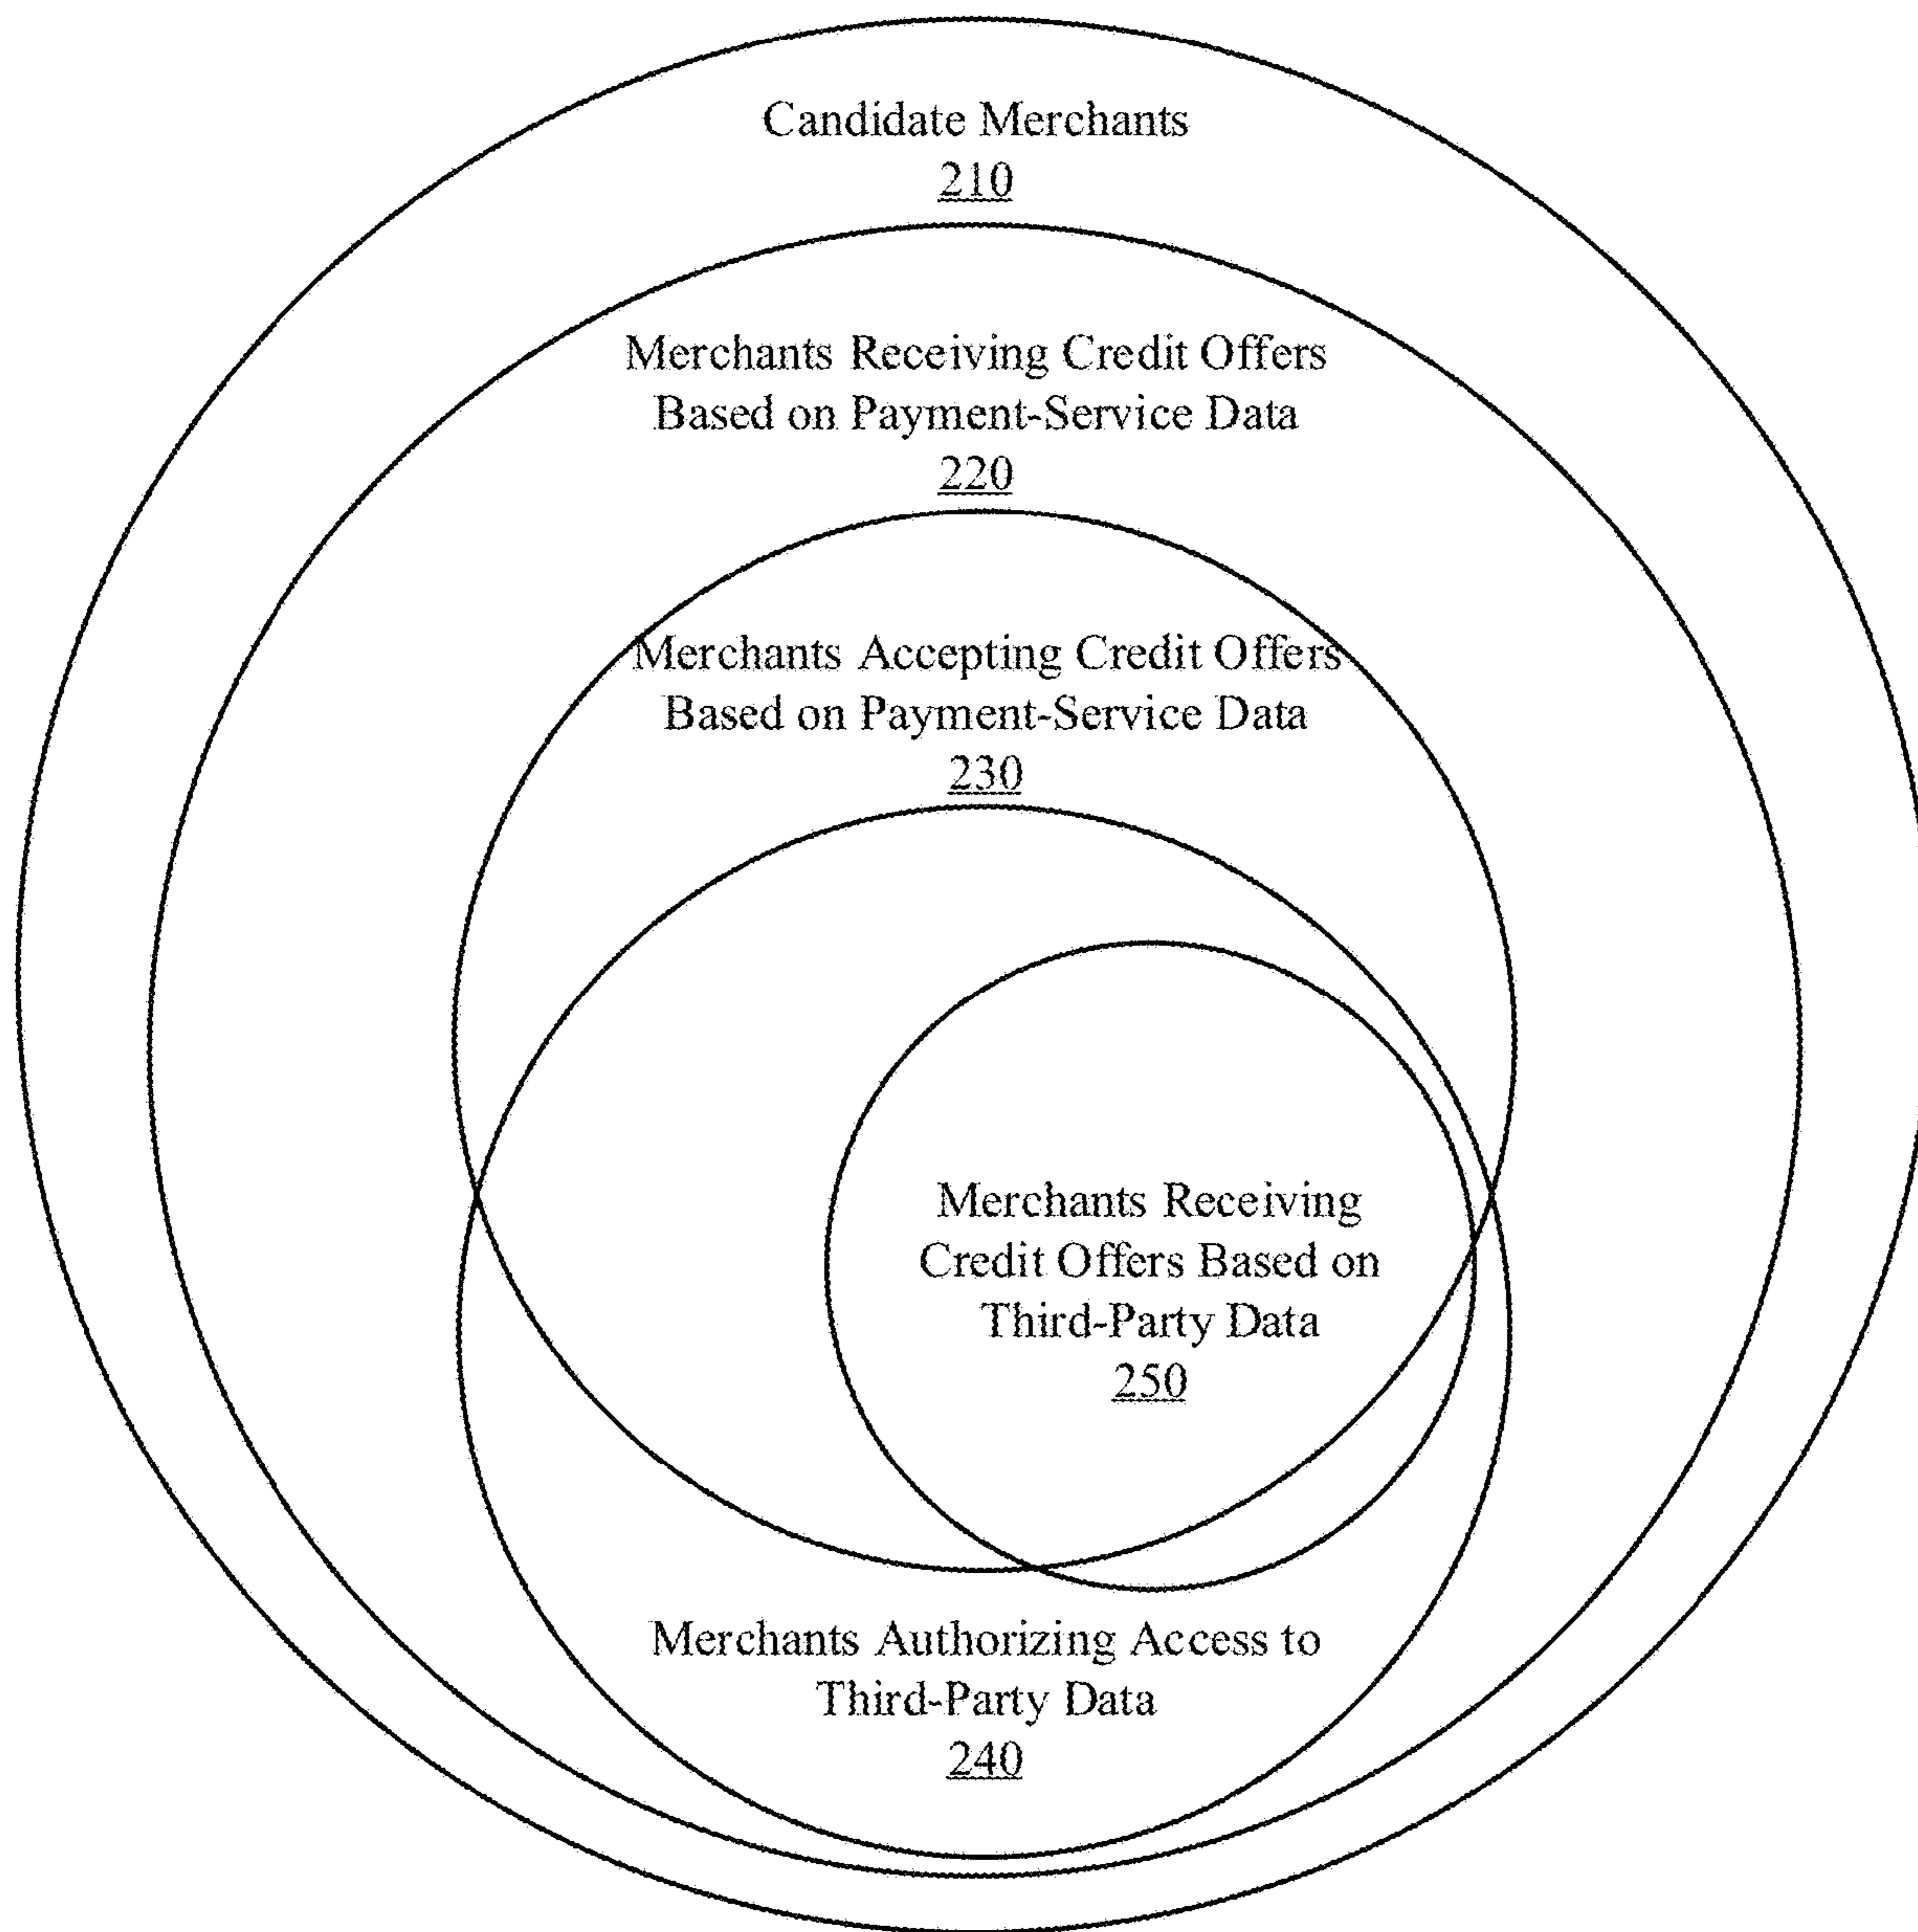 Candidate Merchants
210
Merchants Receiving Credit Offers
Based on Payment-Service Data
220
Merchants Accepting Credit Offers
Based on Payment-Service Data
230
Merchants Receiving
Credit Offers Based on
Third-Party Data
250
Merchants Authorizing Access to
Third-Party Data
240